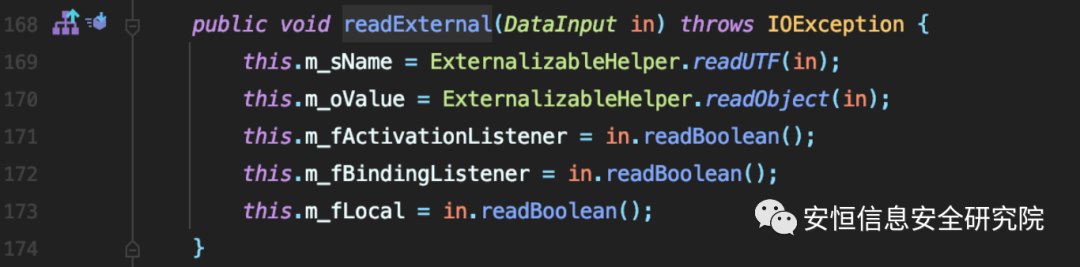 168 public void readExternal(DataInput in) throws IOException {
169 this.m_sName = ExternalizableHelper.readUTF(in);
170 this.m_oValue = ExternalizableHelper.readObject(in);
171 this.m_fActivationListener = in.readBoolean();
172 this.m_fBindingListener = in.readBoolean();
173 this.m_fLocal = in.readBoolean();
174 }
安恒信息安全研究院